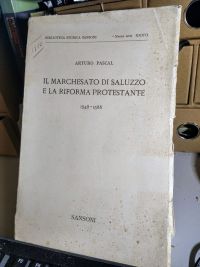 BIBLIOTECA STORICA SANSONI
Nuova serie XXXVI
ARTURO PASCAL
IL MARCHESATO DI SALUZZO
E LA RIFORMA PROTESTANTE
1548-1588
SANSONI